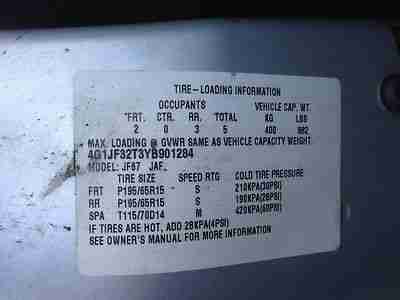 TIRE-LOADING INFORMATION
OCCUPANTS VEHICLE CAP. WT.
FRT. CTR. RR. TOTAL KG LBS
2 0 3 5 400 882
MAX. LOADING @ GVWR SAME AS VEHICLE CAPACITY WEIGHT.
4G1JF32T3YB901284
MODEL: JF67 JAF
TIRE SIZE SPEED RTG COLD TIRE PRESSURE
FRT P195/65R15 S 210KPA(30PSI)
RR P195/65R15 S 190KPA(28PSI)
SPA T115/70D14 M 420KPA(60PSI)
IF TIRES ARE HOT, ADD 28KPA(4PSI)
SEE OWNER'S MANUAL FOR MORE INFORMATION